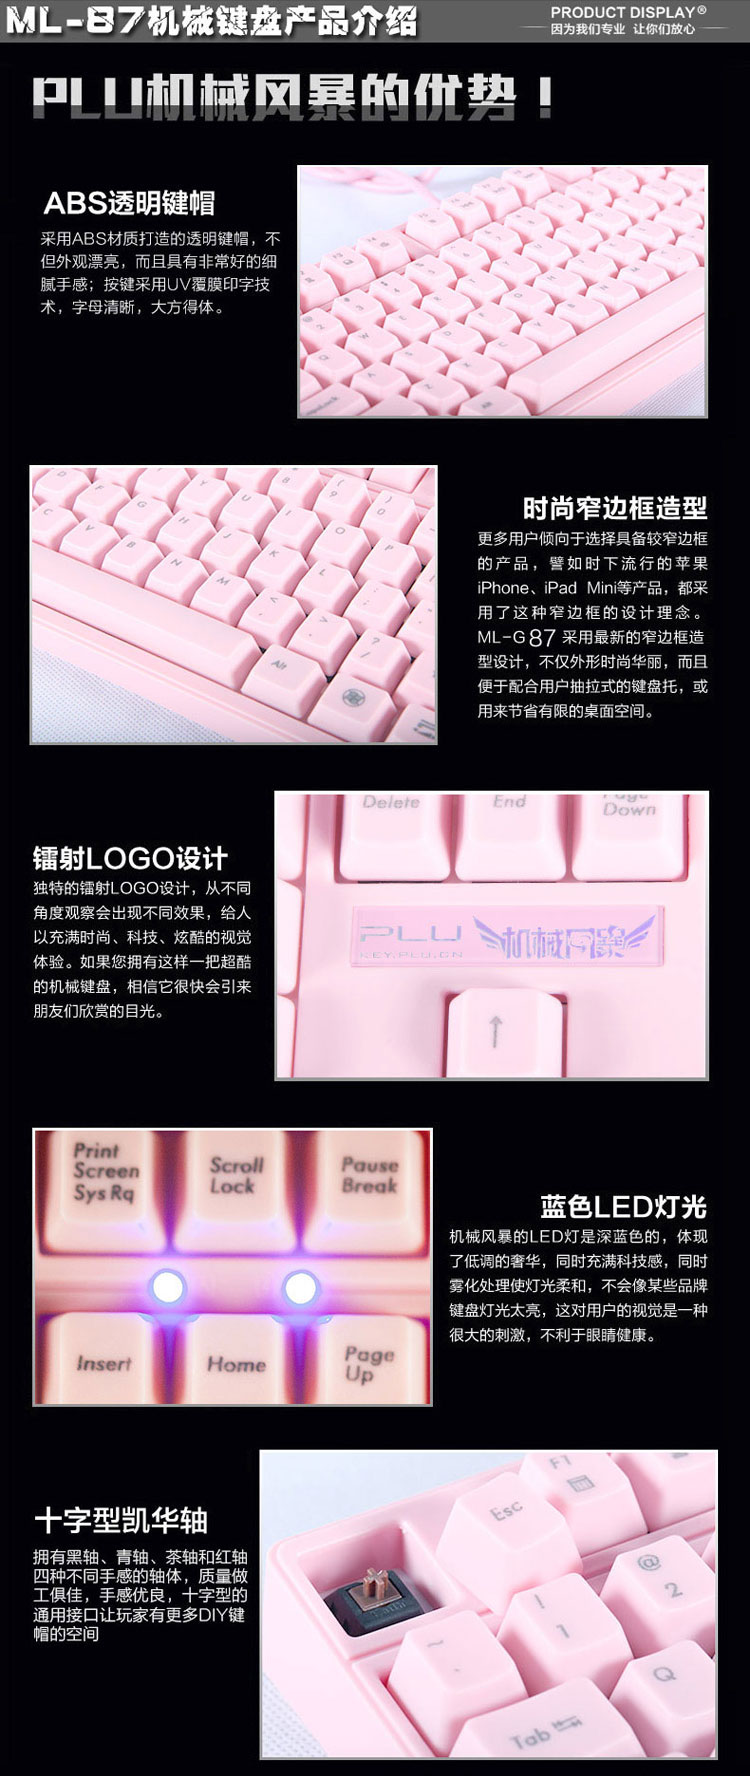 ML-87机械键盘产品介绍
PRODUCT DISPLAY®
因为我们专业 让你们放心
PLU机械风暴的优势！
ABS透明键帽
采用ABS材质打造的透明键帽，不
但外观漂亮，而且具有非常好的细
腻手感；按键采用UV覆膜印字技
术，字母清晰，大方得体。
时尚窄边框造型
更多用户倾向于选择具备较窄边框
的产品，譬如时下流行的苹果
iPhone、iPad Mini等产品，都采
用了这种窄边框的设计理念。
ML-G87采用最新的窄边框造
型设计，不仅外形时尚华丽，而且
便于配合用户抽拉式的键盘托，或
用来节省有限的桌面空间。
Alt
Delete
End
Page
Down
镭射LOGO设计
独特的镭射LOGO设计，从不同
角度观察会出现不同效果，给人
以充满时尚、科技、炫酷的视觉
体验。如果您拥有这样一把超酷
的机械键盘，相信它很快会引来
朋友们欣赏的目光。
PLU 机械风暴
KEY.PLU.CN
↑
Print
Screen
Sys Rq
Scroll
Lock
Pause
Break
Insert
Home
Page
Up
蓝色LED灯光
机械风暴的LED灯是深蓝色的，体现
了低调的奢华，同时充满科技感，同时
雾化处理使灯光柔和，不会像某些品牌
键盘灯光太亮，这对用户的视觉是一种
很大的刺激，不利于眼睛健康。
十字型凯华轴
拥有黑轴、青轴、茶轴和红轴
四种不同手感的轴体，质量做
工俱佳，手感优良，十字型的
通用接口让玩家有更多DIY键
帽的空间
Esc
F1
@
2
!
1
~
Q
Tab